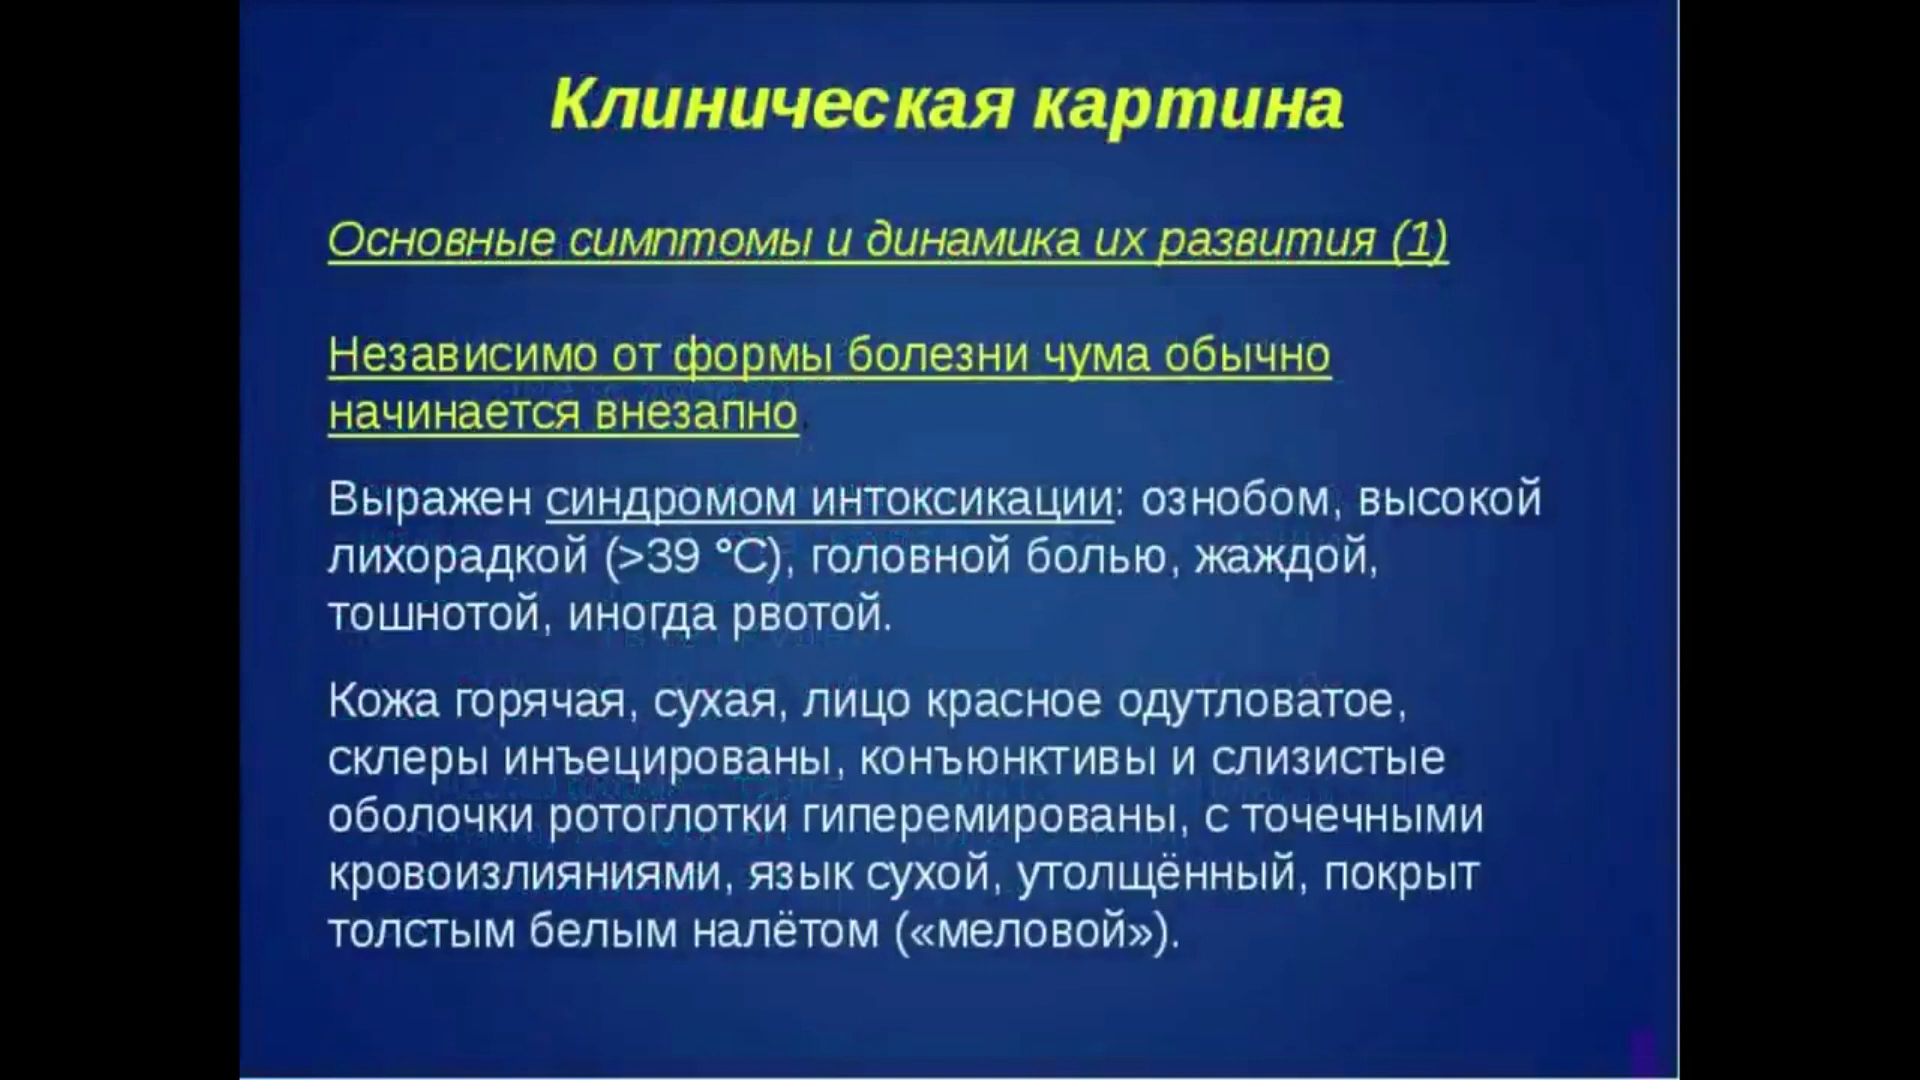 Клиническая картина
Основные симптомы и динамика их развития (1)
Независимо от формы болезни чума обычно
начинается внезапно.
Выражен синдромом интоксикации: ознобом, высокой
лихорадкой (>39 °С), головной болью, жаждой,
тошнотой, иногда рвотой.
Кожа горячая, сухая, лицо красное одутловатое,
склеры инъецированы, конъюнктивы и слизистые
оболочки ротоглотки гиперемированы, с точечными
кровоизлияниями, язык сухой, утолщённый, покрыт
толстым белым налётом («меловой»).